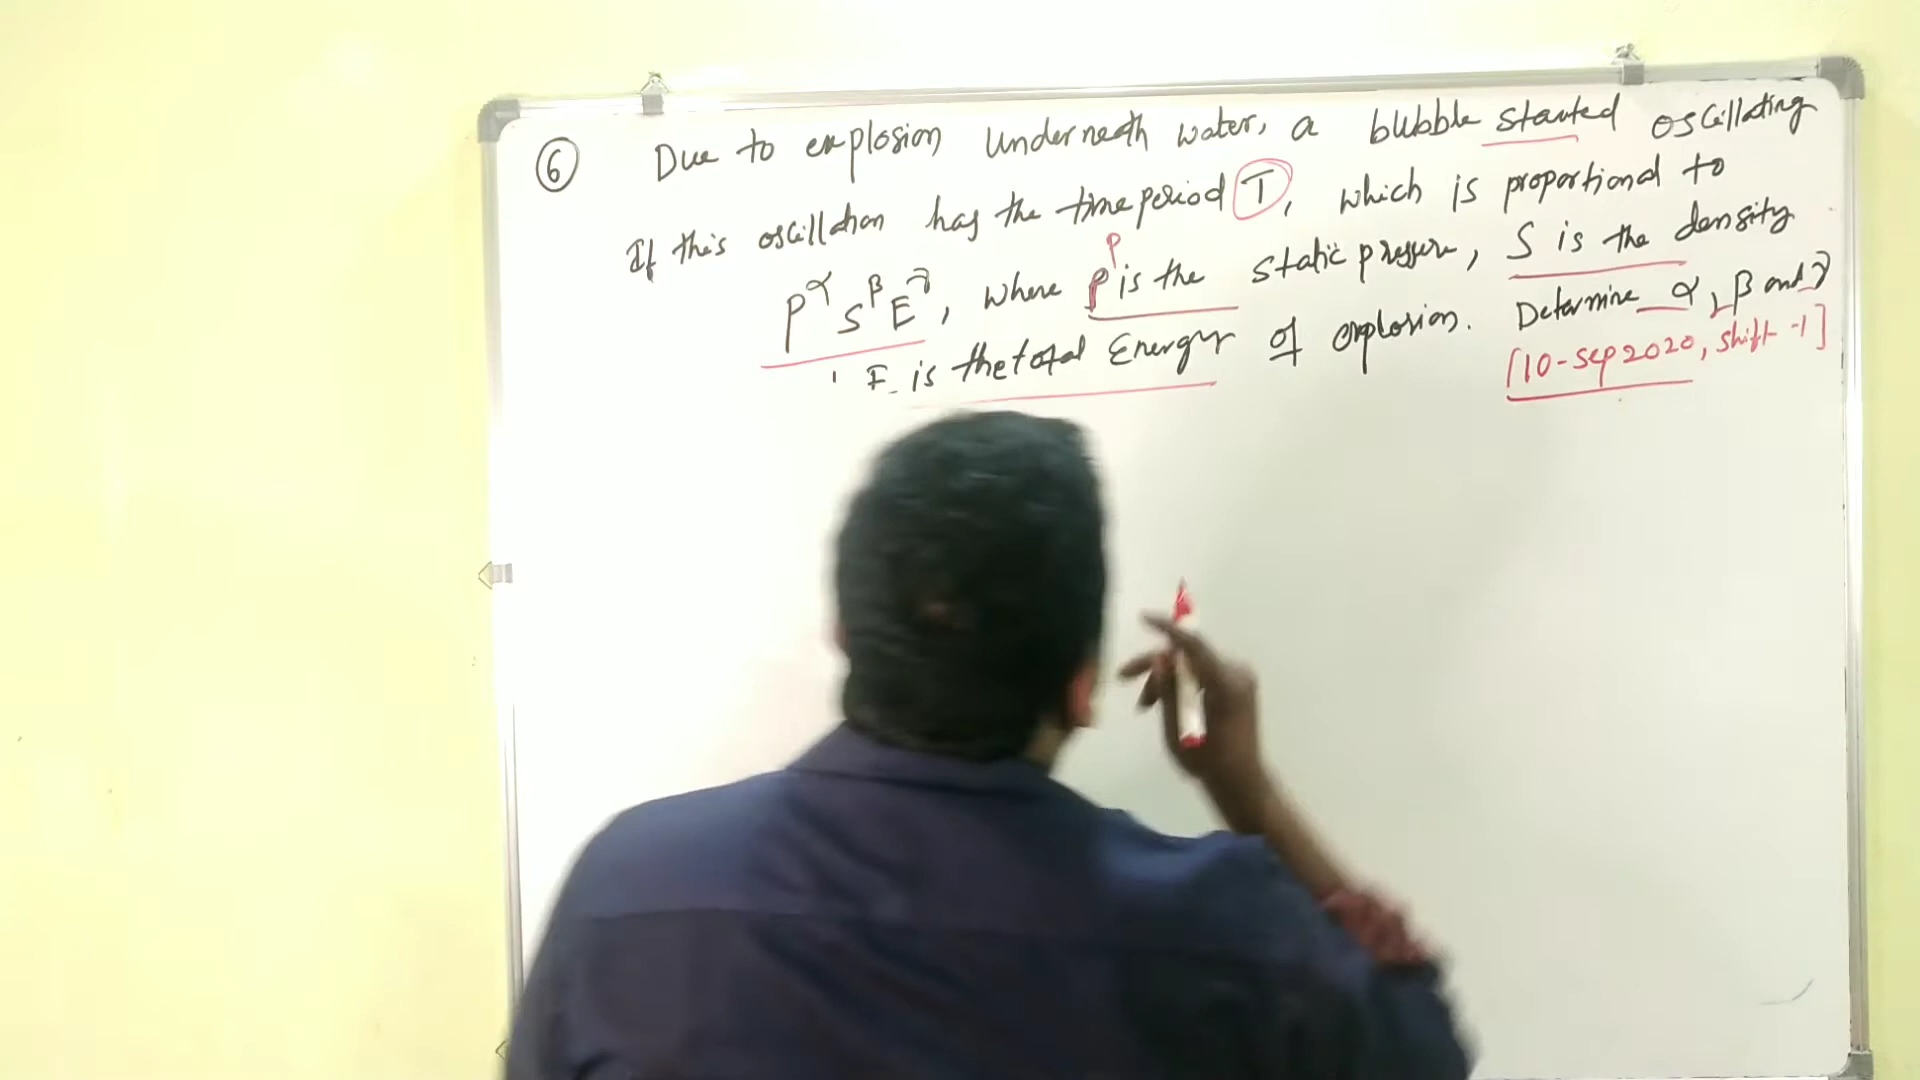 ⑥ Due to explosion underneath water, a bubble started oscillating
If this oscillation has the time period T, which is proportional to
P
P^α S^β E^γ, where P is the static pressure, S is the density
E is the total Energy of explosion. Determine α, β and γ
[10-Sep 2020, shift-1]